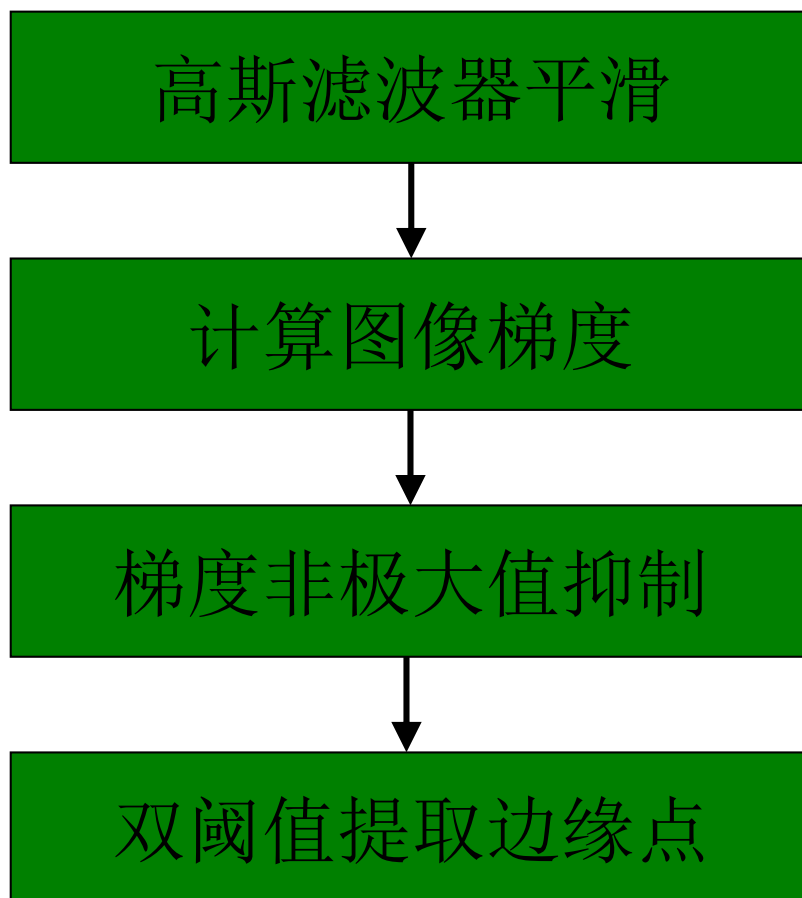 高斯滤波器平滑
计算图像梯度
梯度非极大值抑制
双阈值提取边缘点